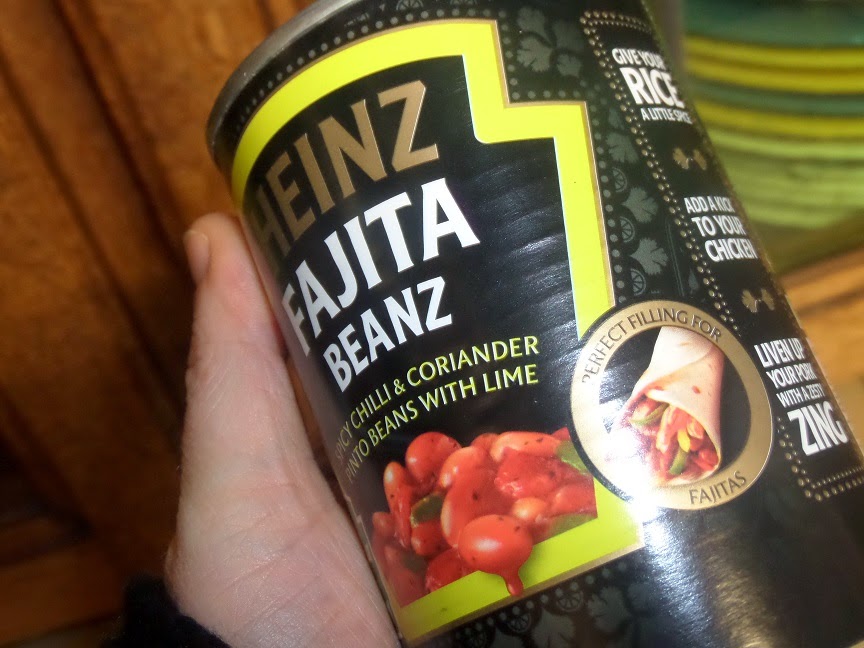 HEINZ
FAJITA
BEANZ
SPICY CHILLI & CORIANDER
PINTO BEANS WITH LIME
GIVE YOUR
RICE
A LITTLE SPICE
ADD A KICK
TO YOUR
CHICKEN
PERFECT FILLING FOR
FAJITAS
LIVEN UP
YOUR PORK
WITH A ZESTY
ZING